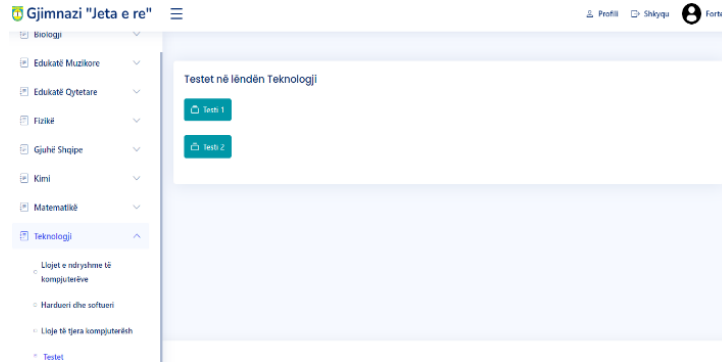 Gjimnazi "Jeta e re"
Profili
Shkyqu
Biologji
Edukatë Muzikore
Edukatë Qytetare
Fizikë
Gjuhë Shqipe
Kimi
Matematikë
Teknologji
Llojet e ndryshme të
kompjuterëve
Hardueri dhe softueri
Lloje të tjera kompjuterësh
Testet
Testet në lëndën Teknologji
Testi 1
Testi 2